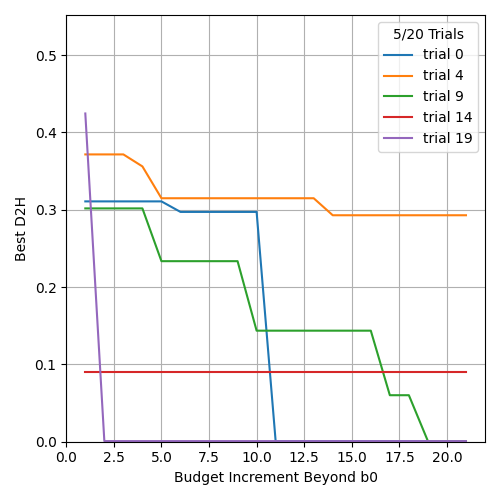 5/20 Trials
trial 0
trial 4
trial 9
trial 14
trial 19
Best D2H
0.5
0.4
0.3
0.2
0.1
0.0
0.0 2.5 5.0 7.5 10.0 12.5 15.0 17.5 20.0
Budget Increment Beyond b0